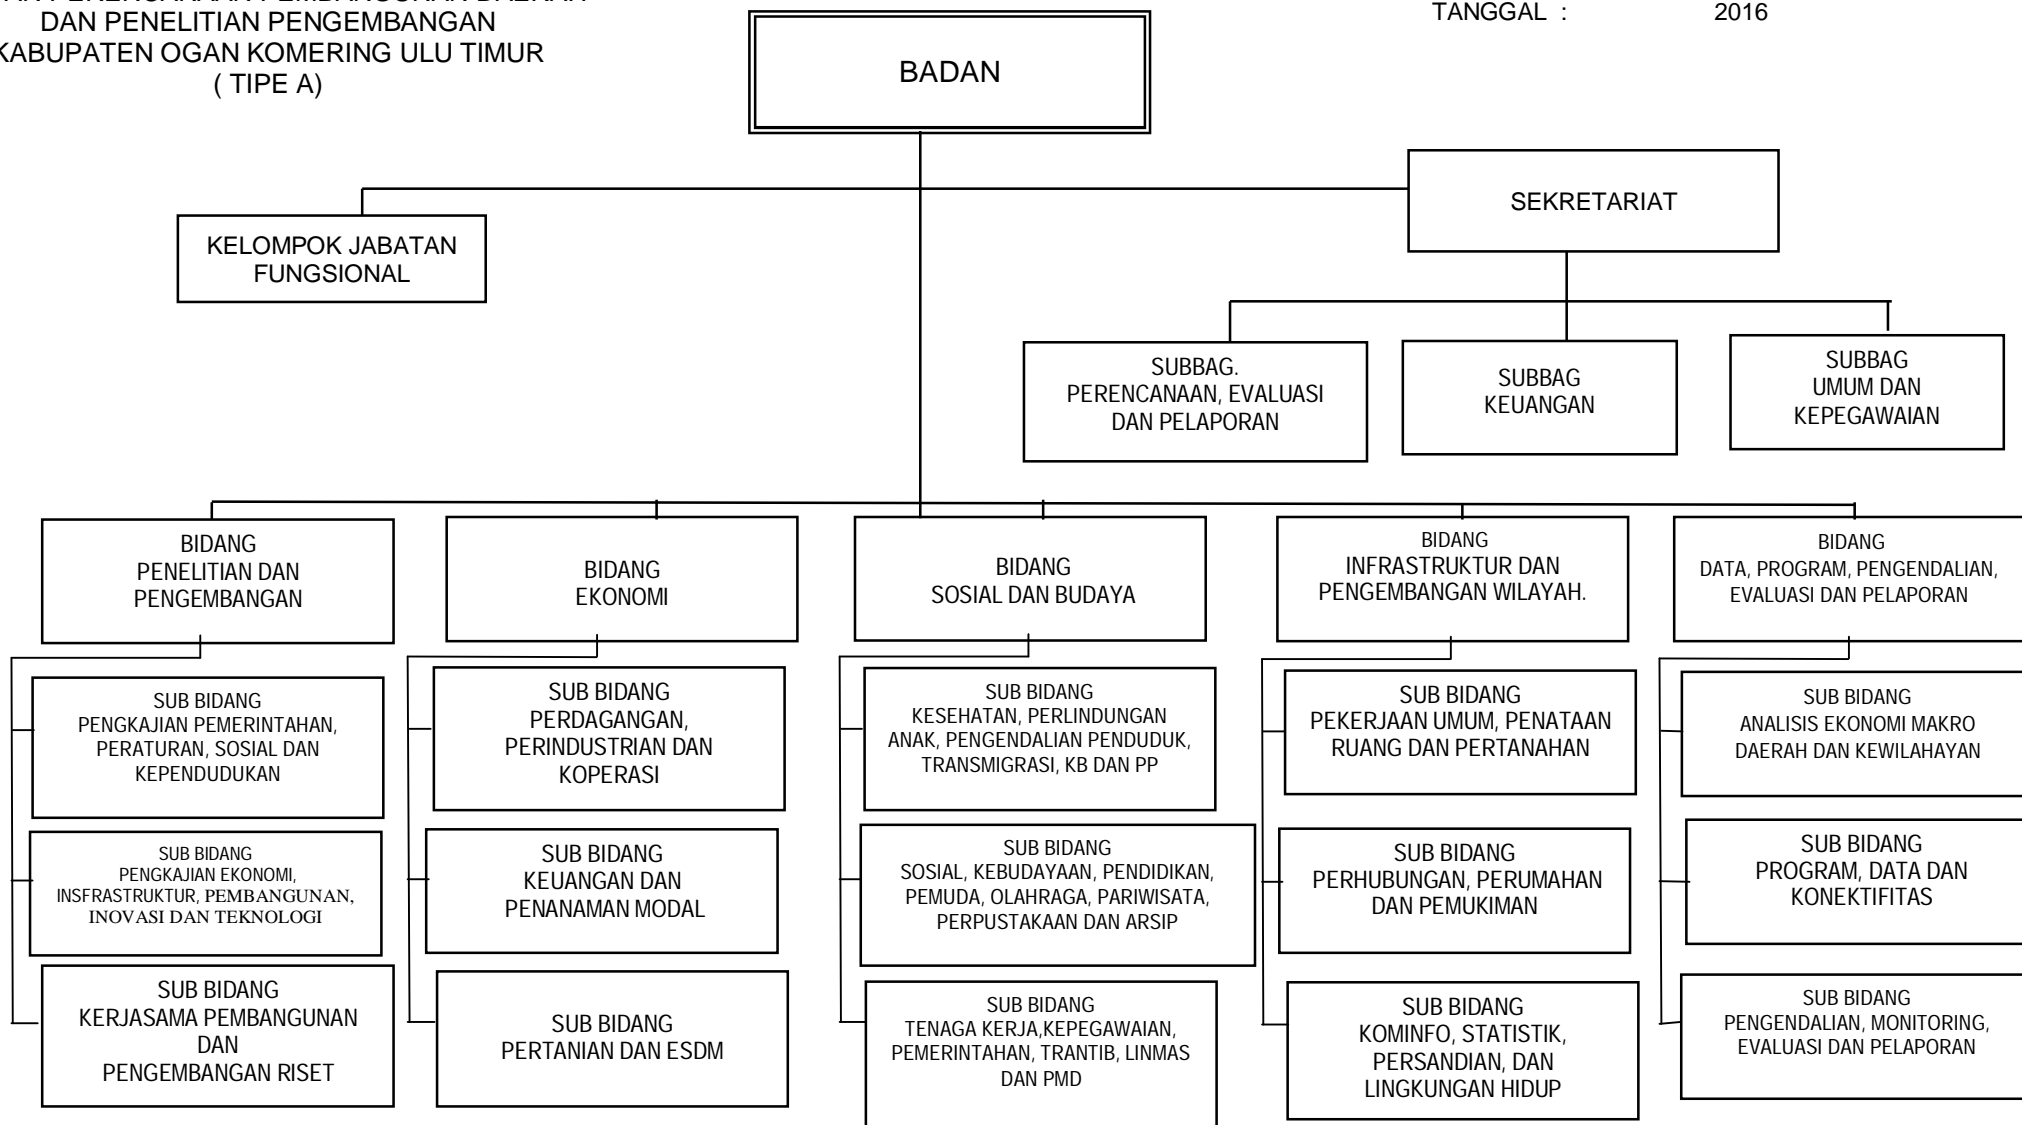 PERENCANAAN PEMBANGUNAN DAERAH
DAN PENELITIAN PENGEMBANGAN
KABUPATEN OGAN KOMERING ULU TIMUR
( TIPE A)
TANGGAL : 2016
BADAN
SEKRETARIAT
KELOMPOK JABATAN
FUNGSIONAL
SUBBAG.
PERENCANAAN, EVALUASI
DAN PELAPORAN
SUBBAG
KEUANGAN
SUBBAG
UMUM DAN
KEPEGAWAIAN
BIDANG
PENELITIAN DAN
PENGEMBANGAN
BIDANG
EKONOMI
BIDANG
SOSIAL DAN BUDAYA
BIDANG
INFRASTRUKTUR DAN
PENGEMBANGAN WILAYAH.
BIDANG
DATA, PROGRAM, PENGENDALIAN,
EVALUASI DAN PELAPORAN
SUB BIDANG
PENGKAJIAN PEMERINTAHAN,
PERATURAN, SOSIAL DAN
KEPENDUDUKAN
SUB BIDANG
PERDAGANGAN,
PERINDUSTRIAN DAN
KOPERASI
SUB BIDANG
KESEHATAN, PERLINDUNGAN
ANAK, PENGENDALIAN PENDUDUK,
TRANSMIGRASI, KB DAN PP
SUB BIDANG
PEKERJAAN UMUM, PENATAAN
RUANG DAN PERTANAHAN
SUB BIDANG
ANALISIS EKONOMI MAKRO
DAERAH DAN KEWILAHAYAN
SUB BIDANG
PENGKAJIAN EKONOMI,
INSFRASTRUKTUR, PEMBANGUNAN,
INOVASI DAN TEKNOLOGI
SUB BIDANG
KEUANGAN DAN
PENANAMAN MODAL
SUB BIDANG
SOSIAL, KEBUDAYAAN, PENDIDIKAN,
PEMUDA, OLAHRAGA, PARIWISATA,
PERPUSTAKAAN DAN ARSIP
SUB BIDANG
PERHUBUNGAN, PERUMAHAN
DAN PEMUKIMAN
SUB BIDANG
PROGRAM, DATA DAN
KONEKTIFITAS
SUB BIDANG
KERJASAMA PEMBANGUNAN
DAN
PENGEMBANGAN RISET
SUB BIDANG
PERTANIAN DAN ESDM
SUB BIDANG
TENAGA KERJA,KEPEGAWAIAN,
PEMERINTAHAN, TRANTIB, LINMAS
DAN PMD
SUB BIDANG
KOMINFO, STATISTIK,
PERSANDIAN, DAN
LINGKUNGAN HIDUP
SUB BIDANG
PENGENDALIAN, MONITORING,
EVALUASI DAN PELAPORAN